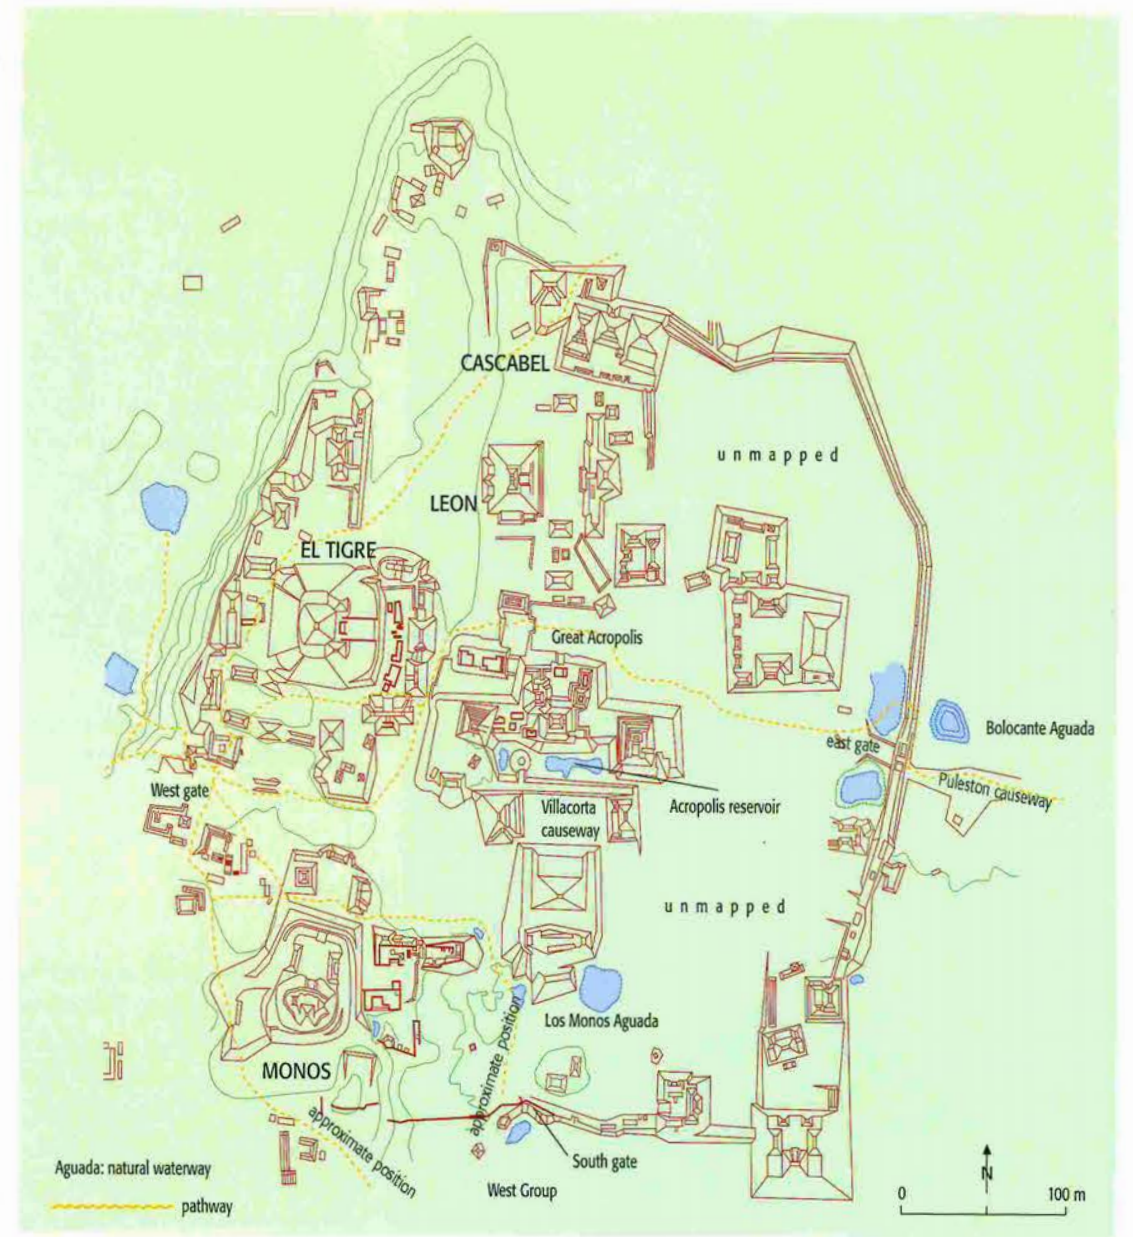 CASCABEL
unmapped
LEON
EL TIGRE
Great Acropolis
Bolocante Aguada
east gate
Puleston causeway
West gate
Villacorta
causeway
Acropolis reservoir
unmapped
Los Monos Aguada
approximate position
MONOS
approximate position
South gate
West Group
Aguada: natural waterway
pathway
N
0 100 m